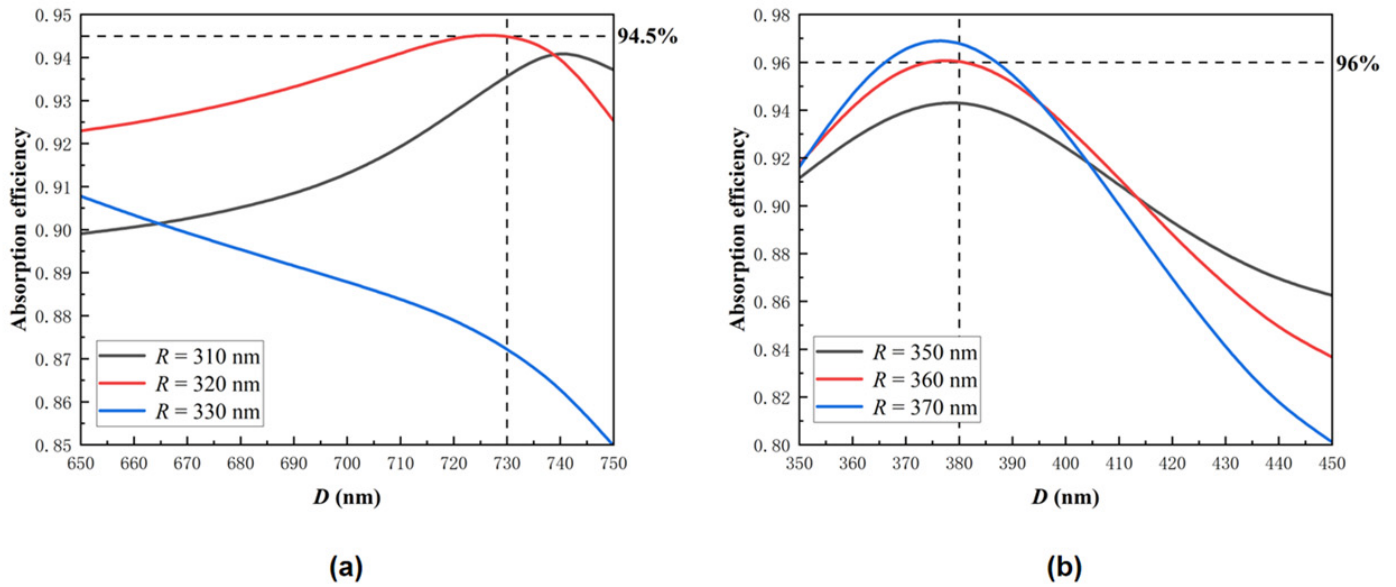 0.95
0.94
0.93
0.92
0.91
0.90
0.89
0.88
0.87
0.86
0.85
Absorption efficiency
94.5%
R = 310 nm
R = 320 nm
R = 330 nm
650 660 670 680 690 700 710 720 730 740 750
D (nm)
(a)
0.98
0.96
0.94
0.92
0.90
0.88
0.86
0.84
0.82
0.80
Absorption efficiency
96%
R = 350 nm
R = 360 nm
R = 370 nm
350 360 370 380 390 400 410 420 430 440 450
D (nm)
(b)